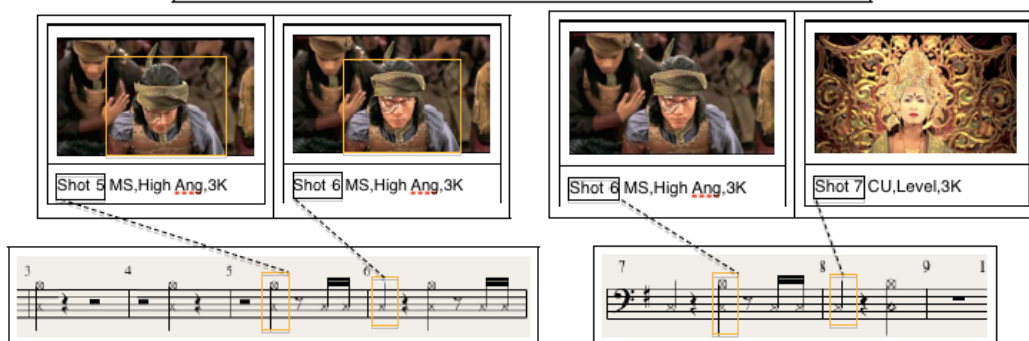 Shot 5 MS,High Ang,3K
Shot 6 MS,High Ang,3K
Shot 6 MS,High Ang,3K
Shot 7 CU,Level,3K
3 4 5 6
7 8 9 1